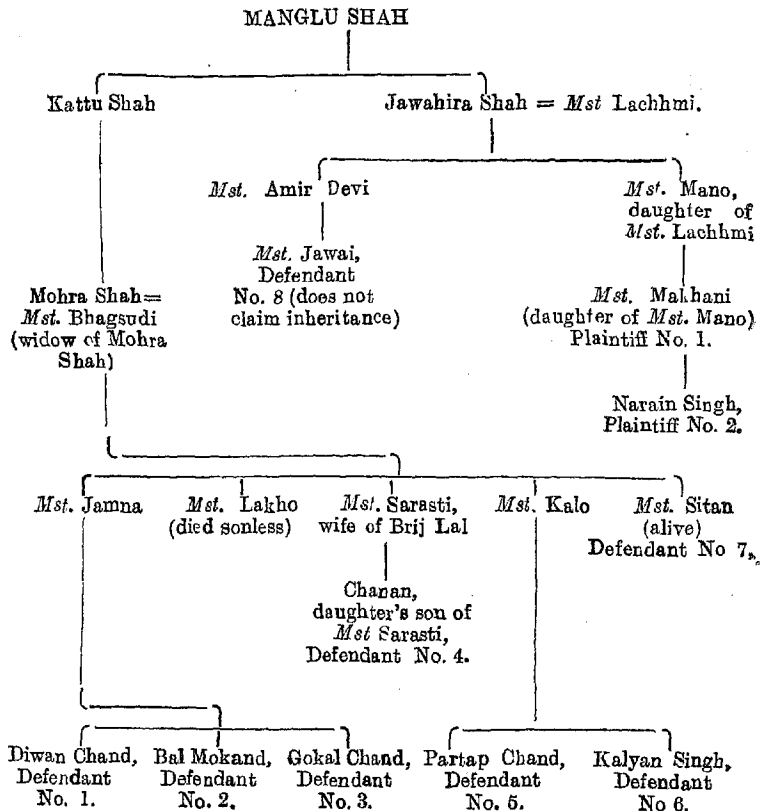 MANGLU SHAH
Kattu Shah
Jawahira Shah = Mst Lachhmi.
Mst. Amir Devi
Mst. Mano,
daughter of
Mst. Lachhmi
Mst. Jawai,
Defendant
No. 8 (does not
claim inheritance)
Mohra Shah=
Mst. Bhagsudi
(widow of Mohra
Shah)
Mst. Makhani
(daughter of Mst. Mano)
Plaintiff No. 1.
Narain Singh,
Plaintiff No. 2.
Mst. Jamna
Mst. Lakho
(died sonless)
Mst. Sarasti,
wife of Brij Lal
Mst. Kalo
Mst. Sitan
(alive)
Defendant No 7,
Chanan,
daughter's son of
Mst Sarasti,
Defendant No. 4.
Diwan Chand,
Defendant
No. 1.
Bal Mokand,
Defendant
No. 2.
Gokal Chand,
Defendant
No. 3.
Partap Chand,
Defendant
No. 5.
Kalyan Singh,
Defendant
No 6.